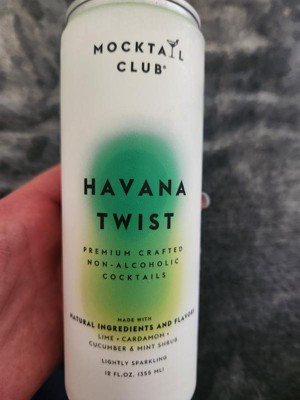 MOCKTAIL
CLUB®
HAVANA
TWIST
PREMIUM CRAFTED
NON-ALCOHOLIC
COCKTAILS
MADE WITH
NATURAL INGREDIENTS AND FLAVORS
LIME • CARDAMOM •
CUCUMBER & MINT SHRUB
LIGHTLY SPARKLING
12 FL.OZ. (355 ML)